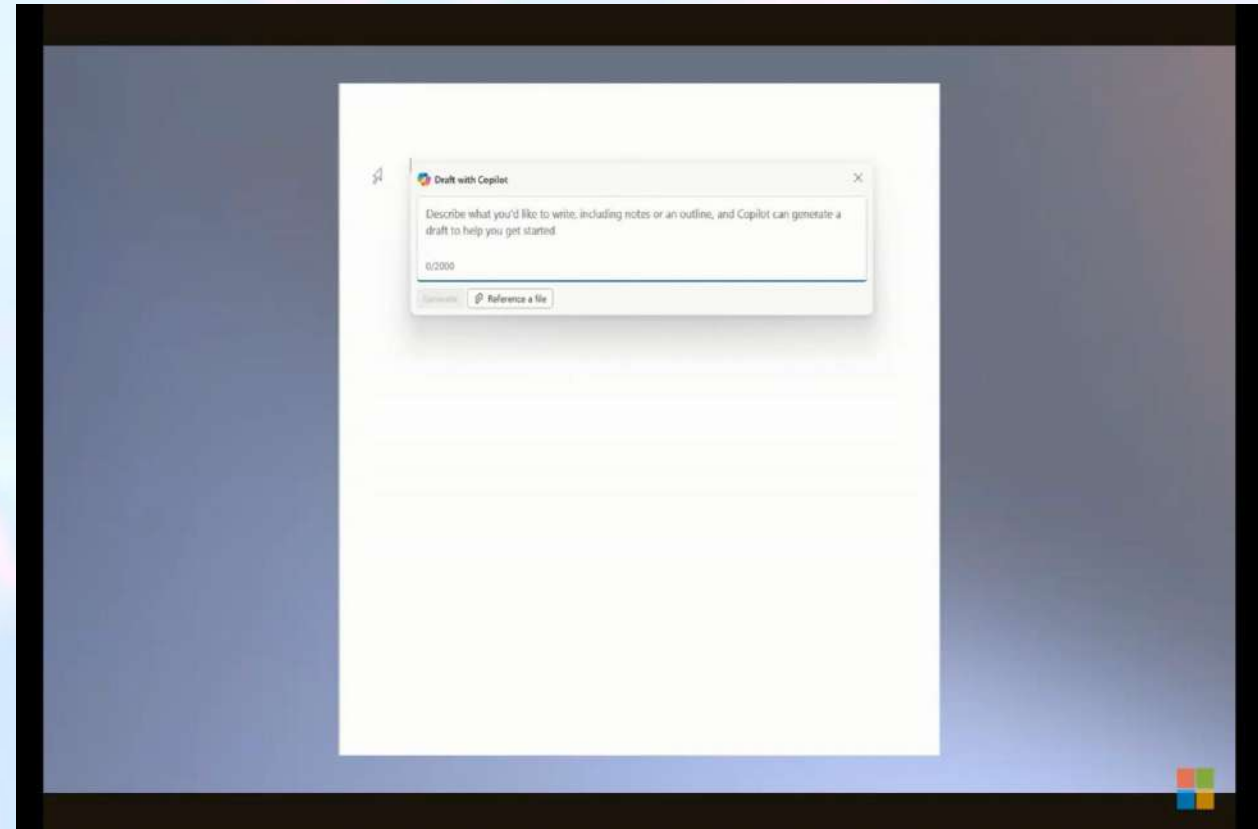 Draft with Copilot
Describe what you'd like to write, including notes or an outline, and Copilot can generate a
draft to help you get started
0/2000
Generate
Reference a file